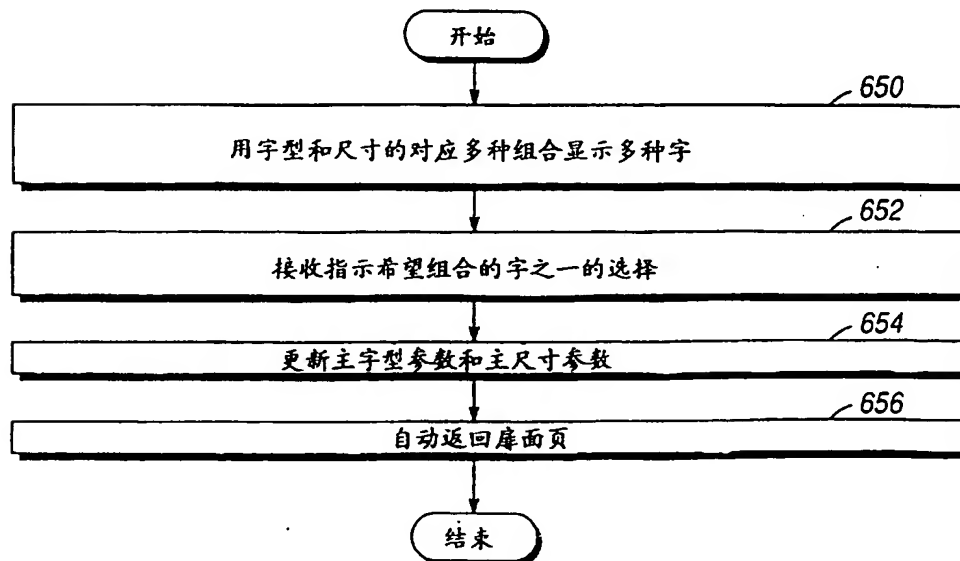 开始
650
用字型和尺寸的对应多种组合显示多种字
652
接收指示希望组合的字之一的选择
654
更新主字型参数和主尺寸参数
656
自动返回扉面页
结束